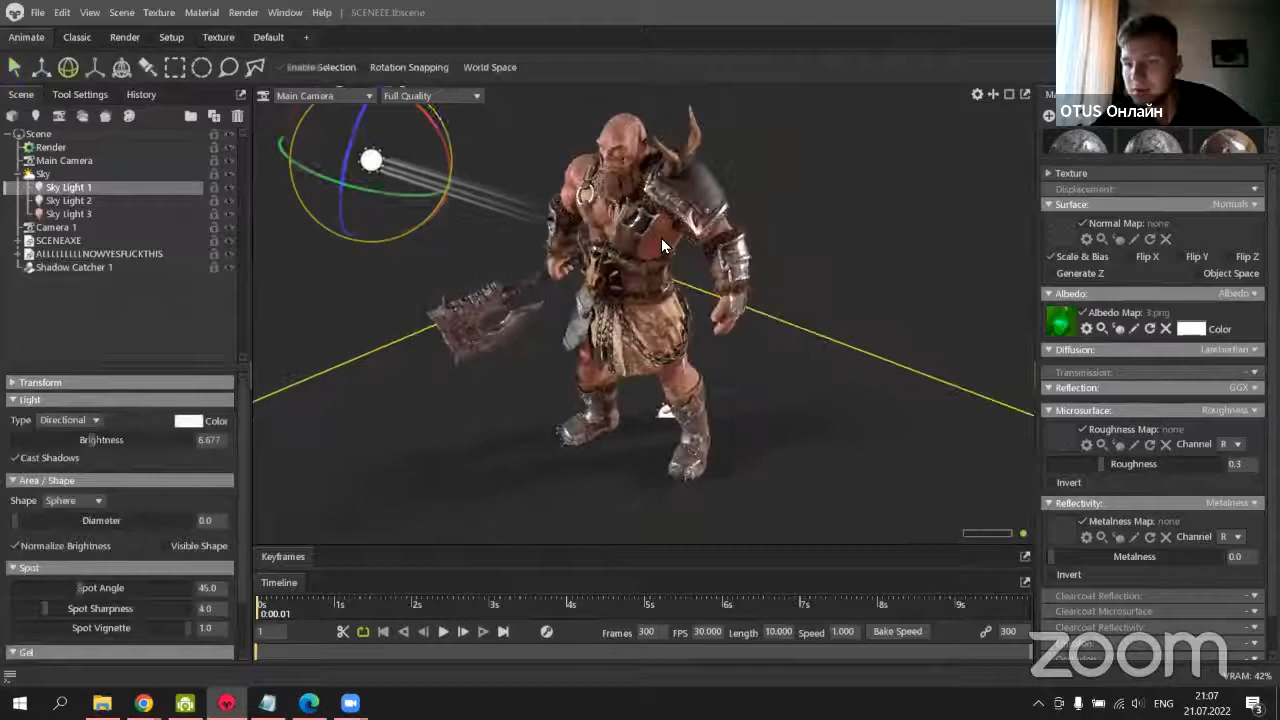 File Edit View Scene Texture Material Render Window Help SCENEEE.tbscene
Animate Classic Render Setup Texture Default +
Enable Selection Rotation Snapping World Space
OTUS Онлайн
Scene Tool Settings History
Main Camera Full Quality
Scene
Render
Main Camera
Sky
Sky Light 1
Sky Light 2
Sky Light 3
Camera 1
SCENEAXE
Shadow Catcher 1
Texture
Displacement:
Surface: Normals
Normal Map: none
Scale & Bias Flip X Flip Y Flip Z
Generate Z Object Space
Albedo: Albedo
Albedo Map: 3.png
Color
Diffusion: Lambertian
Transmission:
Reflection: GGX
Microsurface: Roughness
Roughness Map: none
Channel R
Roughness 0.3
Invert
Reflectivity: Metalness
Metalness Map: none
Channel R
Metalness 0.0
Invert
Clearcoat Reflection:
Clearcoat Microsurface:
Clearcoat Reflectivity:
Transform
Light
Type Directional Color
Brightness 6.677
Cast Shadows
Area / Shape
Shape Sphere
Diameter 0.0
Normalize Brightness Visible Shape
Spot
Spot Angle 45.0
Spot Sharpness 4.0
Spot Vignette 1.0
Gel
Keyframes
Timeline
0s 1s 2s 3s 4s 5s 6s 7s 8s 9s
0:00.01
1 Frames 300 FPS 30.000 Length 10.000 Speed 1.000 Bake Speed 300
zoom
VRAM: 42%
ENG
21:07
21.07.2022
3